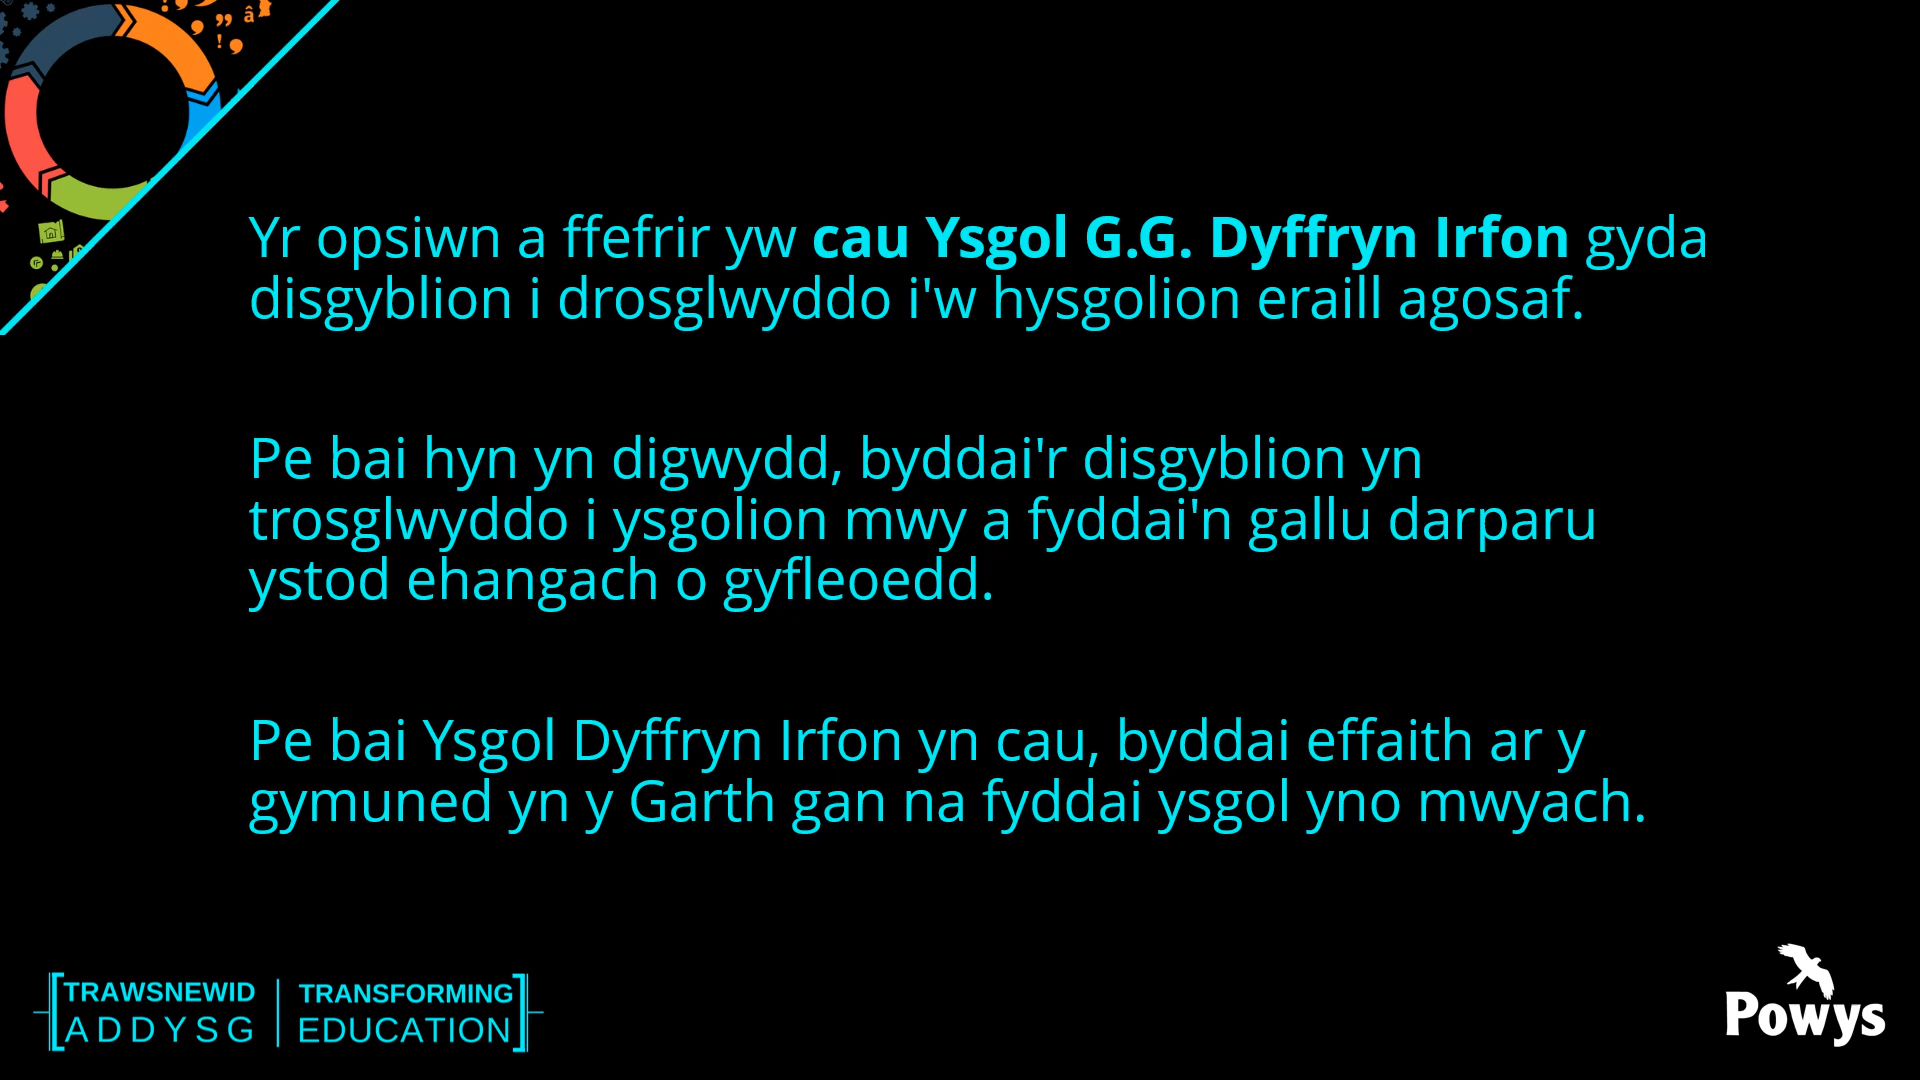 Yr opsiwn a ffefrir yw cau Ysgol G.G. Dyffryn Irfon gyda
disgyblion i drosglwyddo i'w hysgolion eraill agosaf.
Pe bai hyn yn digwydd, byddai'r disgyblion yn
trosglwyddo i ysgolion mwy a fyddai'n gallu darparu
ystod ehangach o gyfleoedd.
Pe bai Ysgol Dyffryn Irfon yn cau, byddai effaith ar y
gymuned yn y Garth gan na fyddai ysgol yno mwyach.
TRAWSNEWID
ADDYSG
TRANSFORMING
EDUCATION
Powys